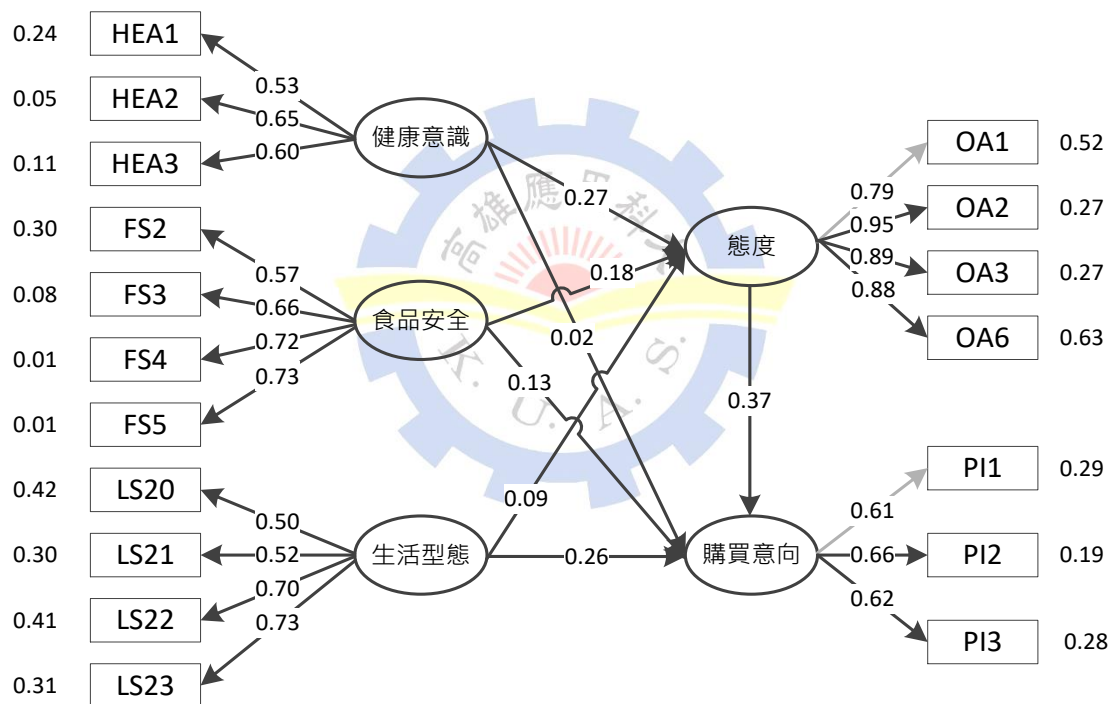 0.24 HEA1
0.53
0.05 HEA2
0.65
0.11 HEA3
0.60
健康意識
0.30 FS2
0.57
0.08 FS3
0.66
0.01 FS4
0.72
0.01 FS5
0.73
食品安全
0.42 LS20
0.50
0.30 LS21
0.52
0.41 LS22
0.70
0.31 LS23
0.73
生活型態
0.27
0.18
0.02
0.13
0.09
0.26
0.37
態度
購買意向
0.79
OA1 0.52
0.95
OA2 0.27
0.89
OA3 0.27
0.88
OA6 0.63
0.61
PI1 0.29
0.66
PI2 0.19
0.62
PI3 0.28
高雄應用科
K. U. A. S.